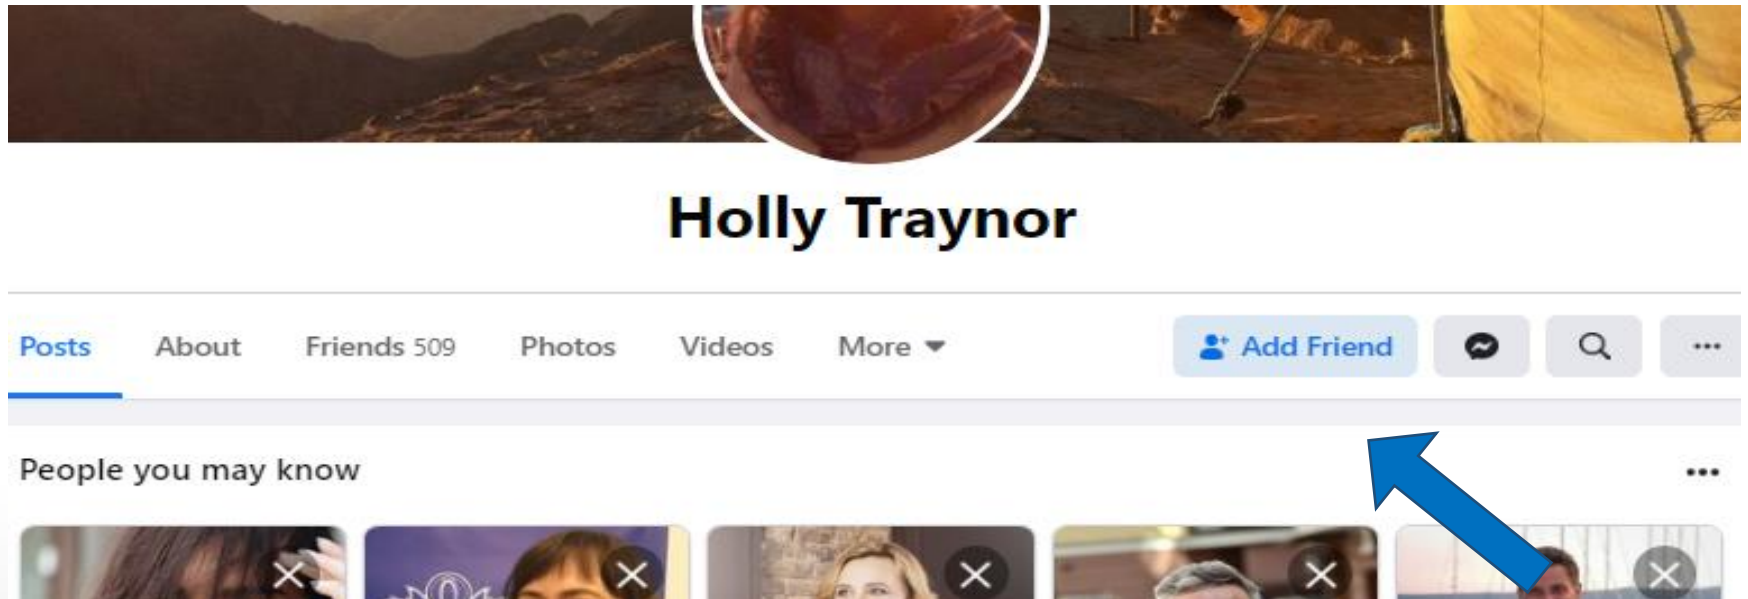 Holly Traynor
Posts About Friends 509 Photos Videos More Add Friend
People you may know